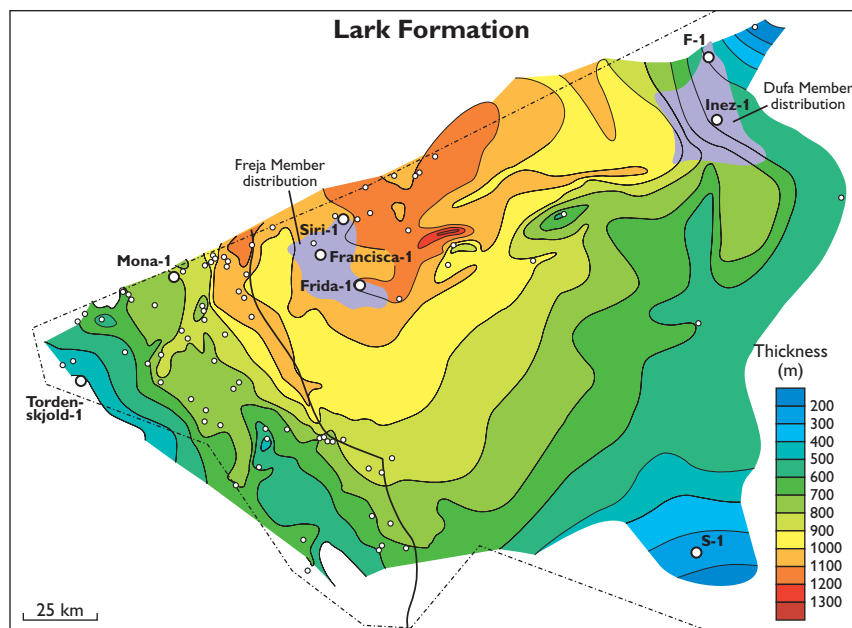 Lark Formation
F-1
Dufa Member
distribution
Inez-1
Freja Member
distribution
Siri-1
Mona-1
Francisca-1
Frida-1
Thickness
(m)
200
300
400
500
600
700
800
900
1000
1100
1200
1300
Torden-
skjold-1
S-1
25 km